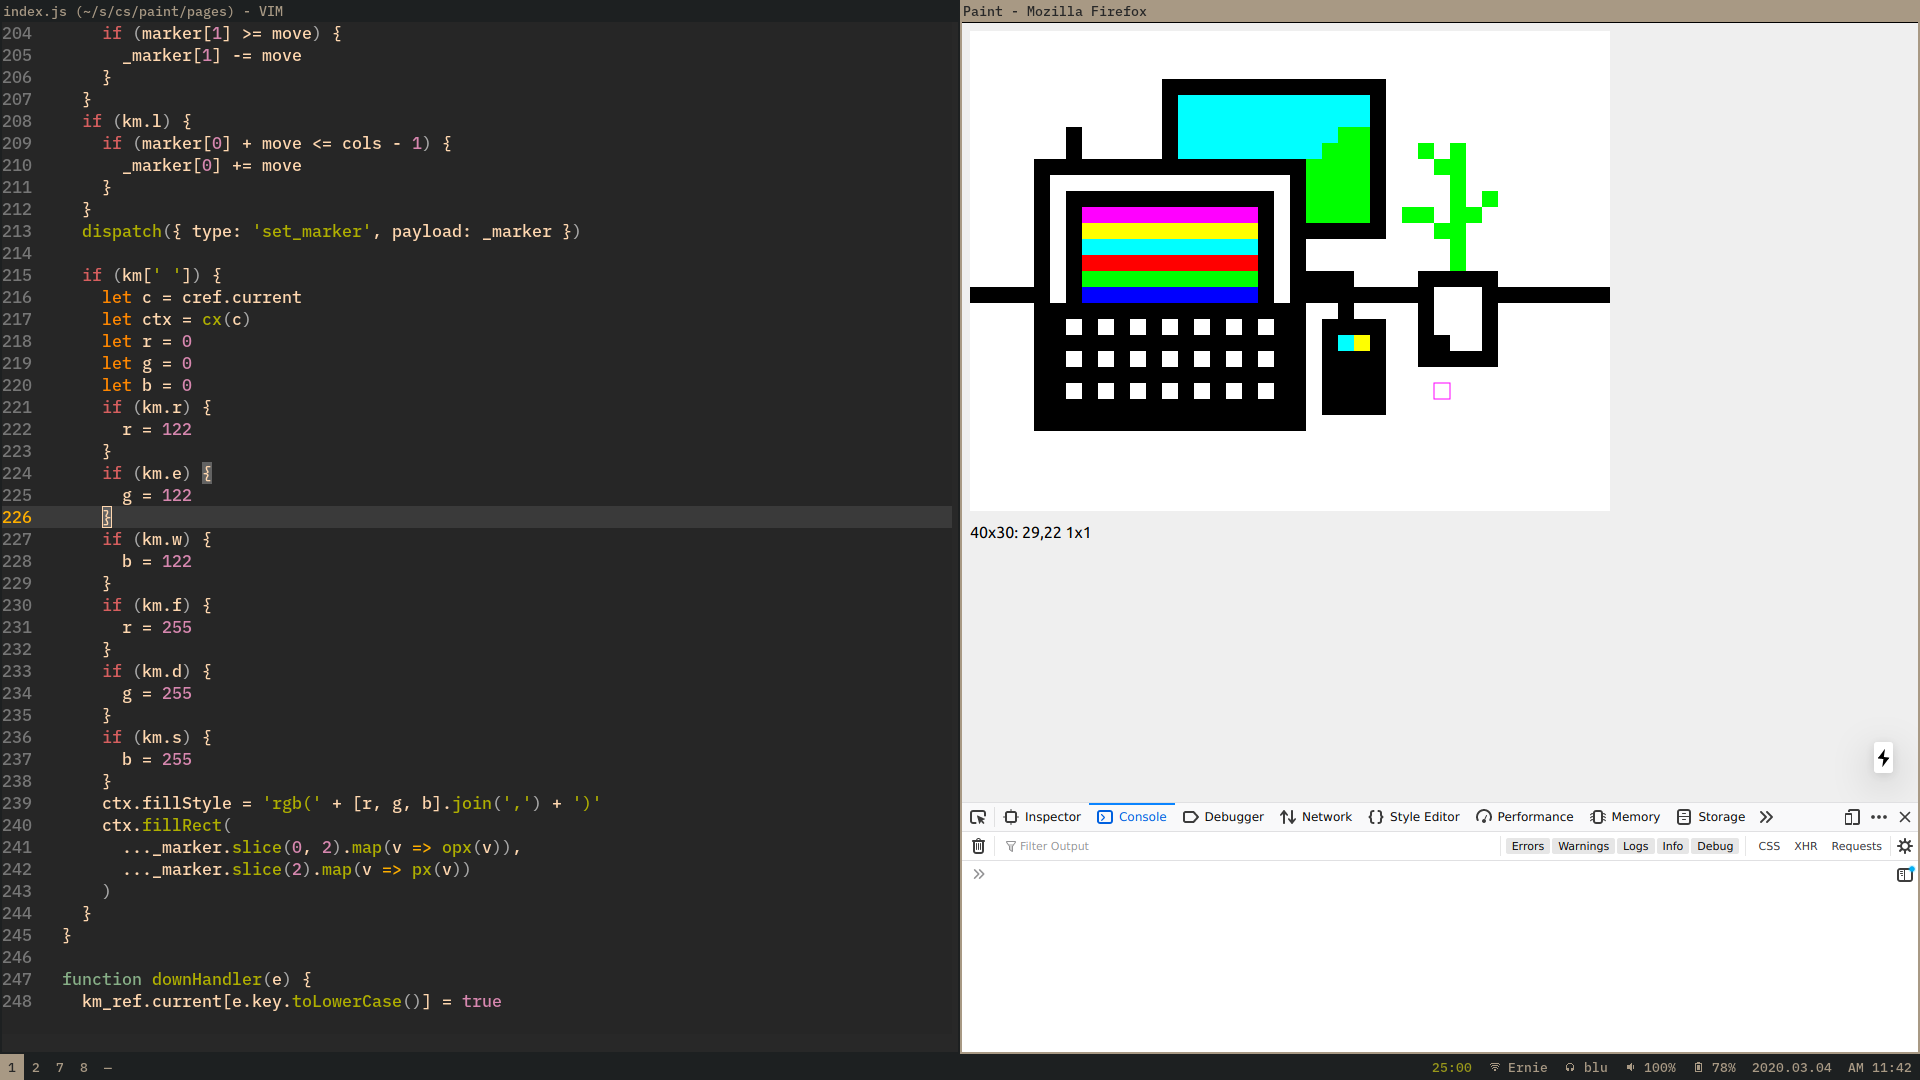 index.js (~/s/cs/paint/pages) - VIM
204       if (marker[1] >= move) {
205         _marker[1] -= move
206       }
207     }
208     if (km.l) {
209       if (marker[0] + move <= cols - 1) {
210         _marker[0] += move
211       }
212     }
213     dispatch({ type: 'set_marker', payload: _marker })
214
215     if (km[' ']) {
216       let c = cref.current
217       let ctx = cx(c)
218       let r = 0
219       let g = 0
220       let b = 0
221       if (km.r) {
222         r = 122
223       }
224       if (km.e) {
225         g = 122
226       }
227       if (km.w) {
228         b = 122
229       }
230       if (km.f) {
231         r = 255
232       }
233       if (km.d) {
234         g = 255
235       }
236       if (km.s) {
237         b = 255
238       }
239       ctx.fillStyle = 'rgb(' + [r, g, b].join(',') + ')'
240       ctx.fillRect(
241         ..._marker.slice(0, 2).map(v => opx(v)),
242         ..._marker.slice(2).map(v => px(v))
243       )
244     }
245   }
246
247   function downHandler(e) {
248     km_ref.current[e.key.toLowerCase()] = true
Paint - Mozilla Firefox
40x30: 29,22 1x1
Inspector Console Debugger Network Style Editor Performance Memory Storage
Filter Output Errors Warnings Logs Info Debug CSS XHR Requests
1 2 7 8 – 25:00 Ernie blu 100% 78% 2020.03.04 AM 11:42